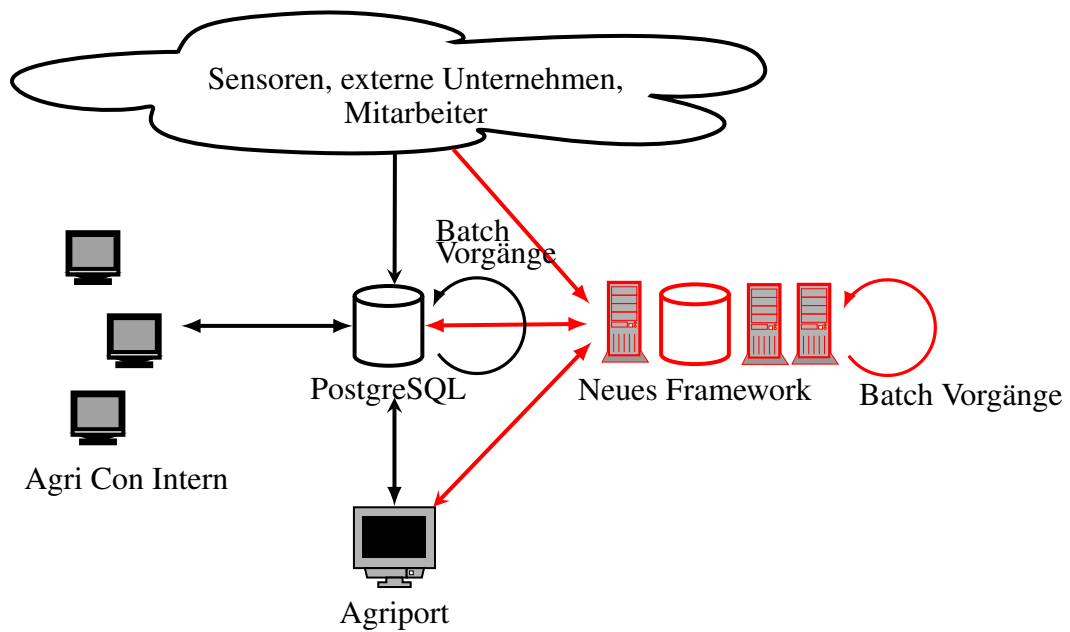 Sensoren, externe Unternehmen,
Mitarbeiter
Batch
Vorgänge
PostgreSQL
Neues Framework
Batch Vorgänge
Agri Con Intern
Agriport